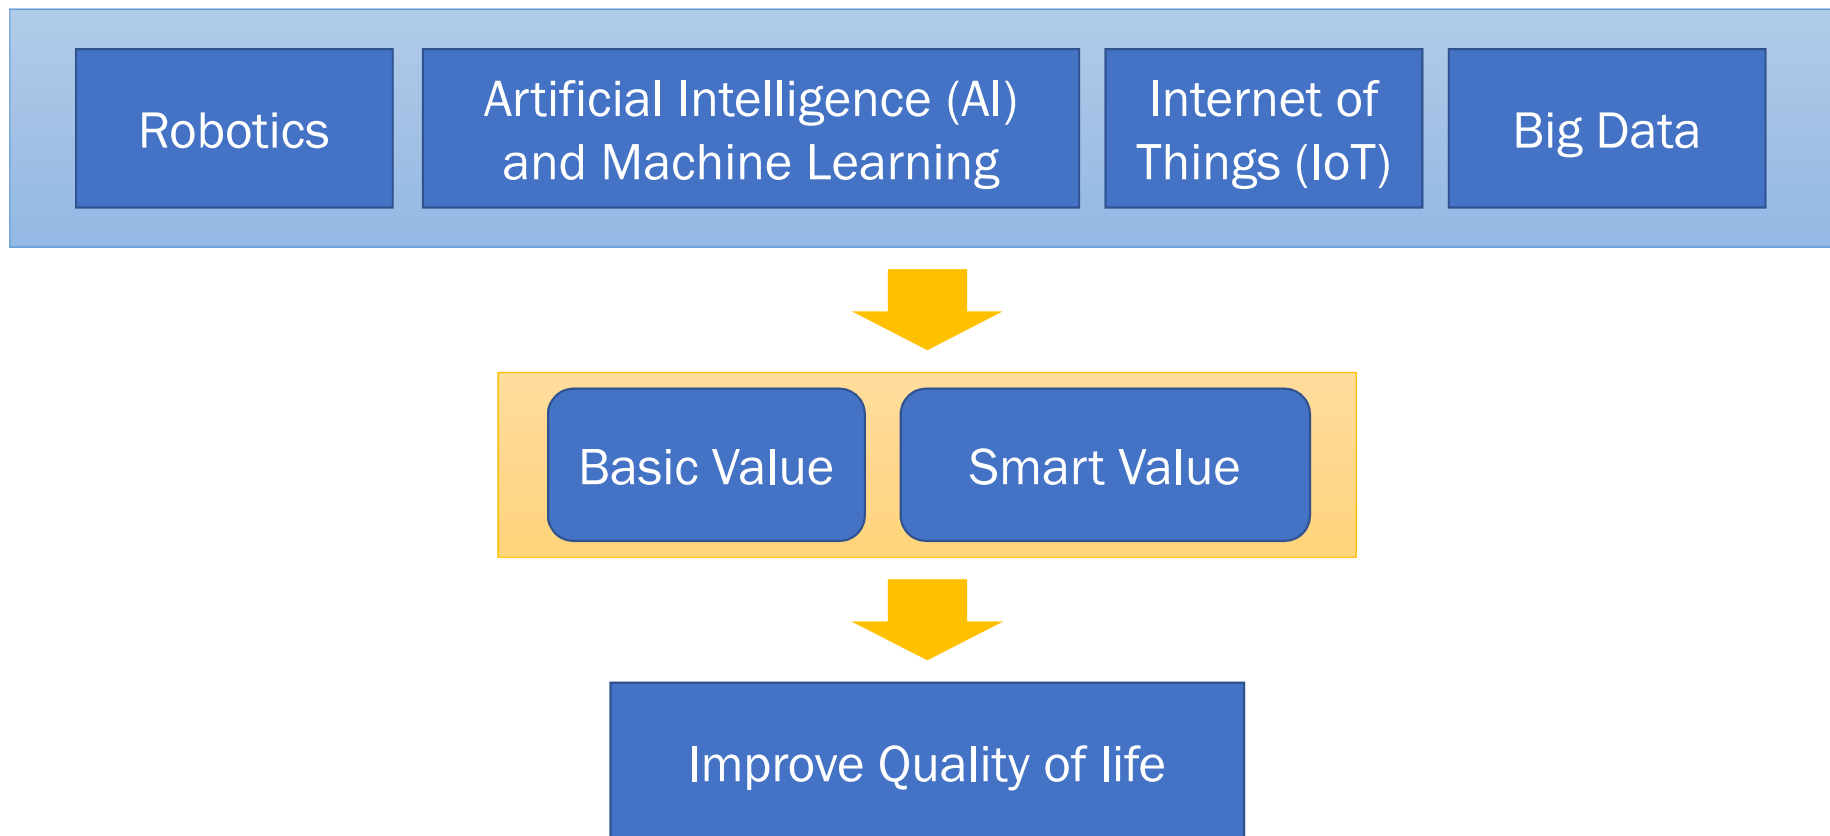 Robotics
Artificial Intelligence (AI)
and Machine Learning
Internet of
Things (IoT)
Big Data
Basic Value
Smart Value
Improve Quality of life